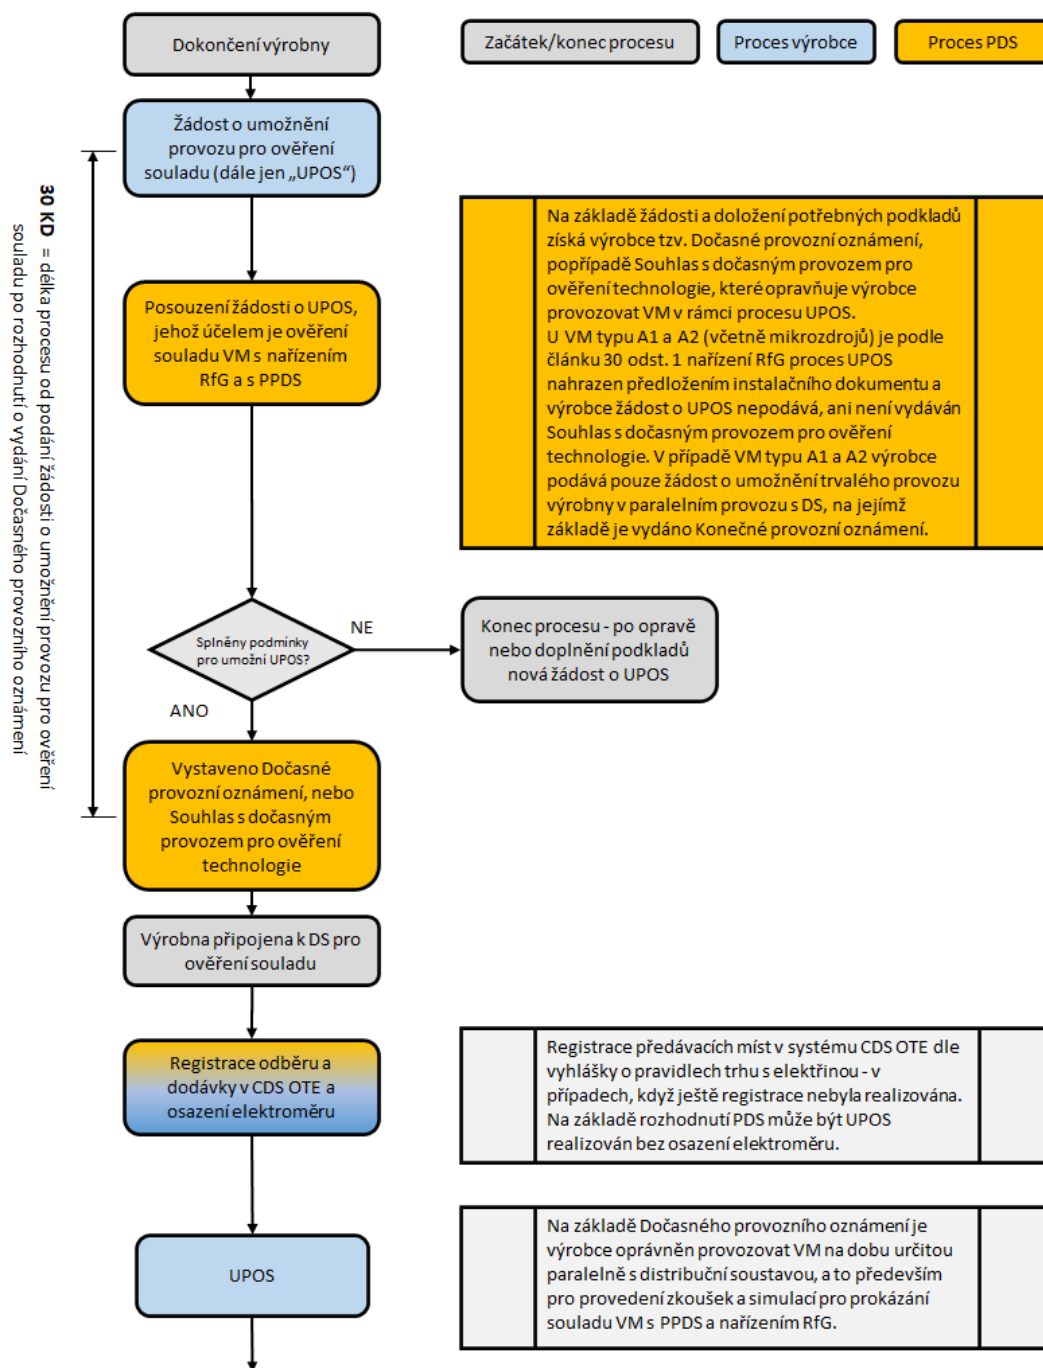 Dokončení výrobny
Začátek/konec procesu
Proces výrobce
Proces PDS
Žádost o umožnění
provozu pro ověření
souladu (dále jen „UPOS“)
30 KD = délka procesu od podání žádosti o umožnění provozu pro ověření
souladu po rozhodnutí o vydání Dočasného provozního oznámení
Posouzení žádosti o UPOS,
jehož účelem je ověření
souladu VM s nařízením
RfG a s PPDS
Na základě žádosti a doložení potřebných podkladů
získá výrobce tzv. Dočasné provozní oznámení,
popřípadě Souhlas s dočasným provozem pro
ověření technologie, které opravňuje výrobce
provozovat VM v rámci procesu UPOS.
U VM typu A1 a A2 (včetně mikrozdrojů) je podle
článku 30 odst. 1 nařízení RfG proces UPOS
nahrazen předložením instalačního dokumentu a
výrobce žádost o UPOS nepodává, ani není vydáván
Souhlas s dočasným provozem pro ověření
technologie. V případě VM typu A1 a A2 výrobce
podává pouze žádost o umožnění trvalého provozu
výrobny v paralelním provozu s DS, na jejímž
základě je vydáno Konečné provozní oznámení.
Splněny podmínky
pro umožní UPOS?
NE
Konec procesu - po opravě
nebo doplnění podkladů
nová žádost o UPOS
ANO
Vystaveno Dočasné
provozní oznámení, nebo
Souhlas s dočasným
provozem pro ověření
technologie
Výrobna připojena k DS pro
ověření souladu
Registrace odběru a
dodávky v CDS OTE a
osazení elektroměru
Registrace předávacích míst v systému CDS OTE dle
vyhlášky o pravidlech trhu s elektřinou - v
případech, když ještě registrace nebyla realizována.
Na základě rozhodnutí PDS může být UPOS
realizován bez osazení elektroměru.
UPOS
Na základě Dočasného provozního oznámení je
výrobce oprávněn provozovat VM na dobu určitou
paralelně s distribuční soustavou, a to především
pro provedení zkoušek a simulací pro prokázání
souladu VM s PPDS a nařízením RfG.